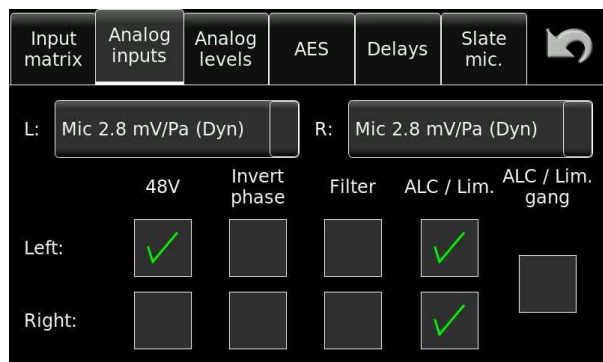 Input
matrix
Analog
inputs
Analog
levels
AES
Delays
Slate
mic.
L: Mic 2.8 mV/Pa (Dyn) R: Mic 2.8 mV/Pa (Dyn)
48V
Invert
phase
Filter
ALC / Lim.
ALC / Lim.
gang
Left:
Right: